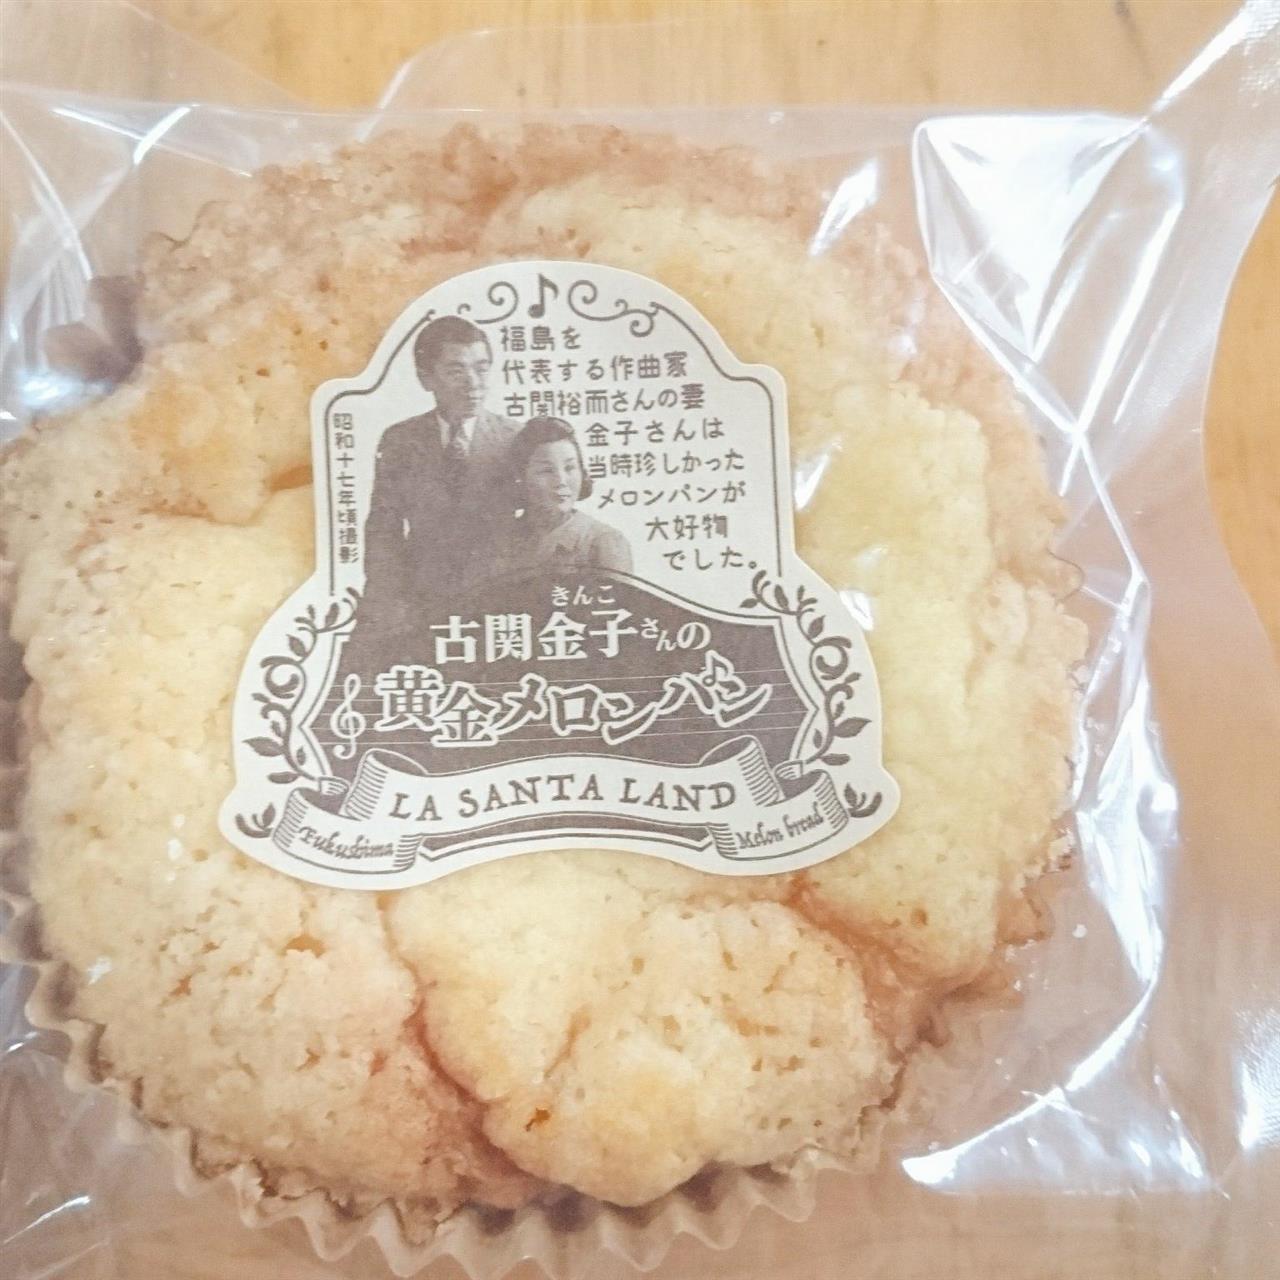 福島を
代表する作曲家
古関裕而さんの妻
金子さんは
当時珍しかった
メロンパンが
大好物
でした。
昭和十七年頃撮影
きんこ
古関金子さんの
黄金メロンパン
LA SANTA LAND
Fukushima
Melon bread